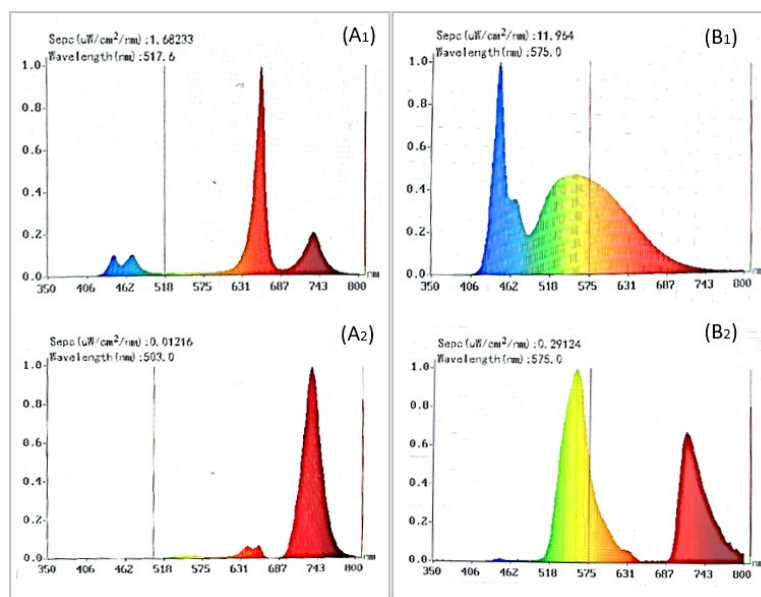 Sepc(uW/cm²/nm):1.68233
(A1)
Wavelength(nm):517.6
1.0
0.8
0.6
0.4
0.2
0.0
350 406 462 518 575 631 687 743 800 nm
Sepc(uW/cm²/nm):11.964
(B1)
Wavelength(nm):575.0
1.0
0.8
0.6
0.4
0.2
0.0
350 406 462 518 575 631 687 743 800 nm
Sepc(uW/cm²/nm):0.01216
(A2)
Wavelength(nm):503.0
1.0
0.8
0.6
0.4
0.2
0.0
350 406 462 518 575 631 687 743 800 nm
Sepc(uW/cm²/nm):0.29124
(B2)
Wavelength(nm):575.0
1.0
0.8
0.6
0.4
0.2
0.0
350 406 462 518 575 631 687 743 800 nm